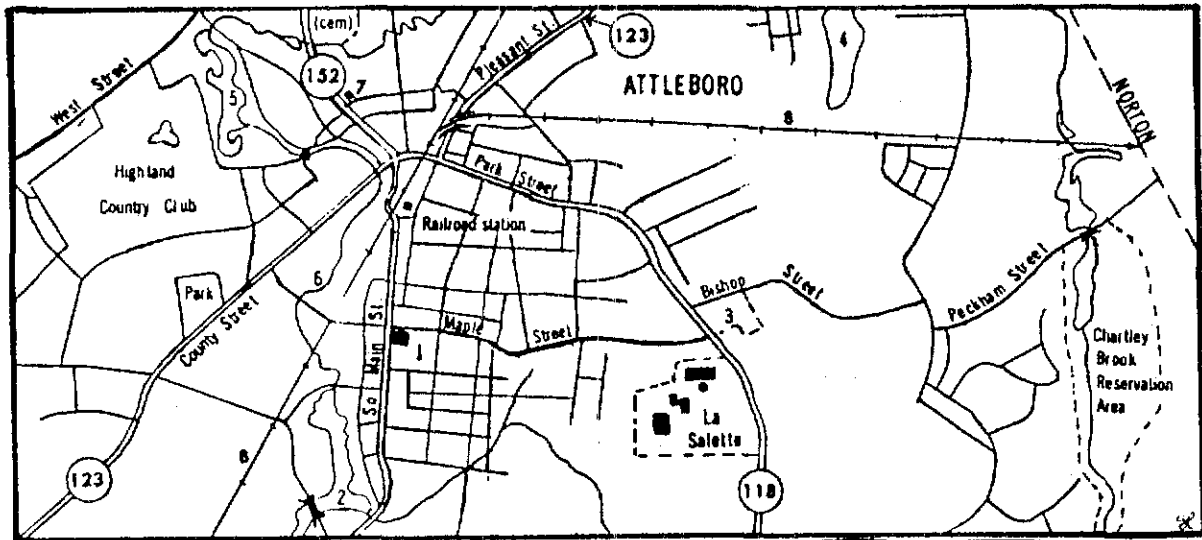 (cem)
123
4
152
Pleasant St.
West Street
7
ATTLEBORO
NORTON
5
8
Highland
Country Club
Park Street
Railroad station
Park
6
Bishop Street
Peckham Street
County Street
So Main St.
Maple Street
3
1
Chartley
Brook
Reservation
Area
La
Salette
8
123
2
118